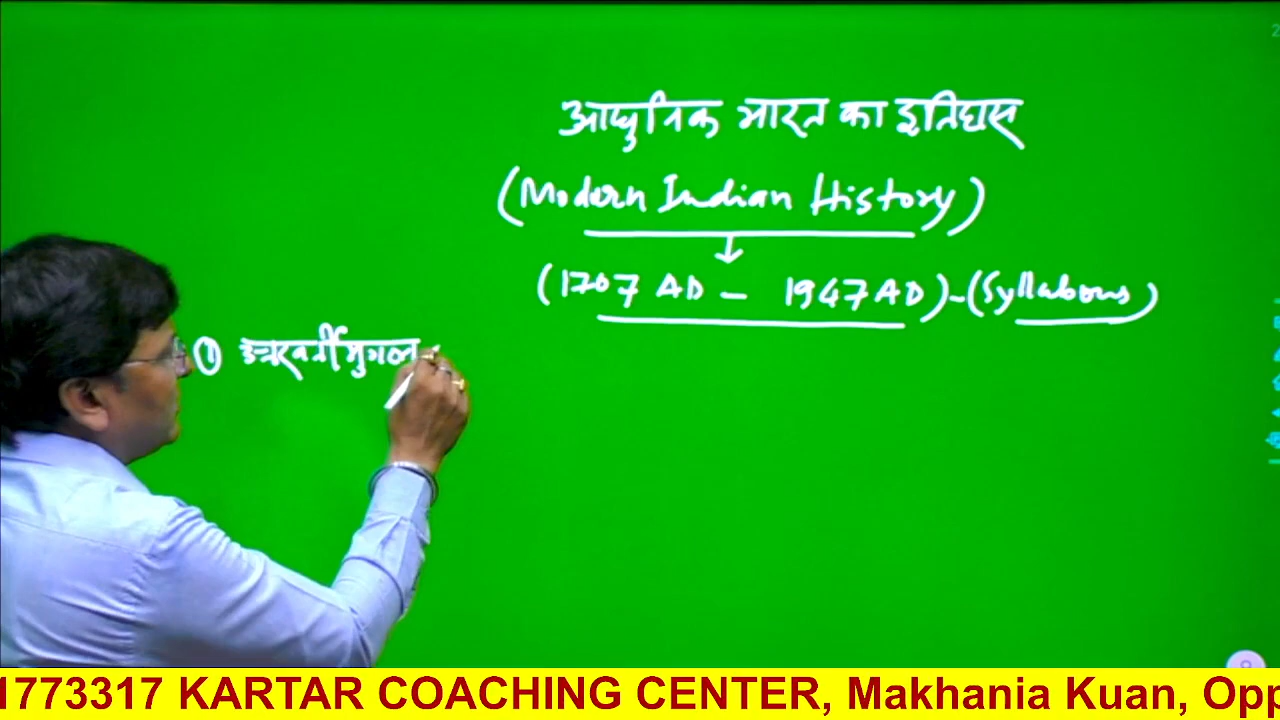 आधुनिक भारत का इतिहास
(Modern Indian History)
(1707 AD - 1947 AD) - (Syllabous)
① उत्तरवर्ती मुगल
1773317 KARTAR COACHING CENTER, Makhania Kuan, Opp